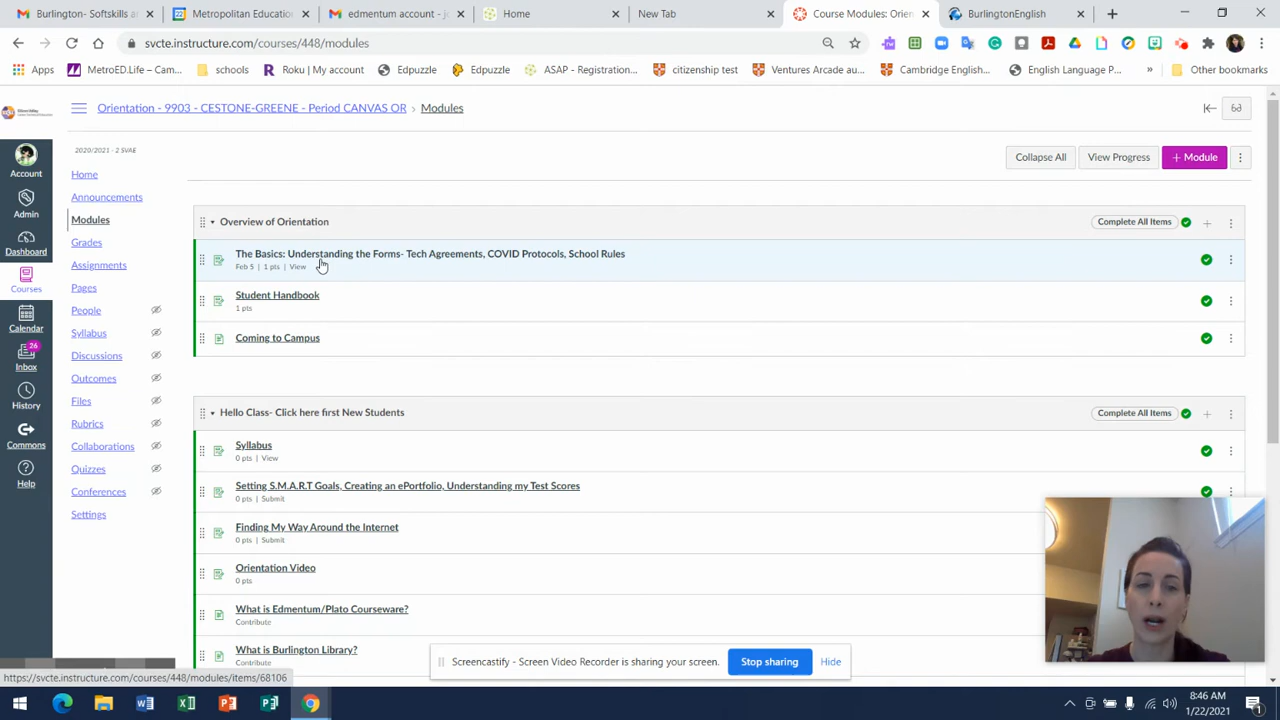 Burlington - Softskills as
Welcome to WEDNESDAY -
edmentum account - j
Home
New Tab
Course Modules: Orien
BurlingtonEnglish
svcte.instructure.com/courses/448/modules
Apps
MetroED.Life – Cam...
schools
Roku | My account
Edpuzzle
Edpuzzle
ASAP - Registration...
citizenship test
Ventures Arcade au...
Cambridge English...
English Language P...
»
Other bookmarks
Orientation - 9903 - CESTONE-GREENE - Period CANVAS OR > Modules
2020/2021 - 2 SVAE
Collapse All
View Progress
+ Module
Account
Admin
Dashboard
Courses
Calendar
26
Inbox
History
Commons
Help
Home
Announcements
Modules
Grades
Assignments
Pages
People
Syllabus
Discussions
Outcomes
Files
Rubrics
Collaborations
Quizzes
Conferences
Settings
Overview of Orientation
Complete All Items
The Basics: Understanding the Forms- Tech Agreements, COVID Protocols, School Rules
Feb 5 | 1 pts | View
Student Handbook
1 pts
Coming to Campus
Hello Class- Click here first New Students
Complete All Items
Syllabus
0 pts | View
Setting S.M.A.R.T Goals, Creating an ePortfolio, Understanding my Test Scores
0 pts | Submit
Finding My Way Around the Internet
0 pts | Submit
Orientation Video
0 pts
What is Edmentum/Plato Courseware?
Contribute
What is Burlington Library?
Contribute
Screencastify - Screen Video Recorder is sharing your screen.
Stop sharing
Hide
https://svcte.instructure.com/courses/448/modules/items/68106
8:46 AM
1/22/2021
1